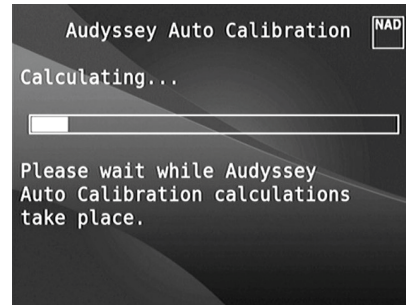 Audyssey Auto Calibration NAD
Calculating...
Please wait while Audyssey
Auto Calibration calculations
take place.